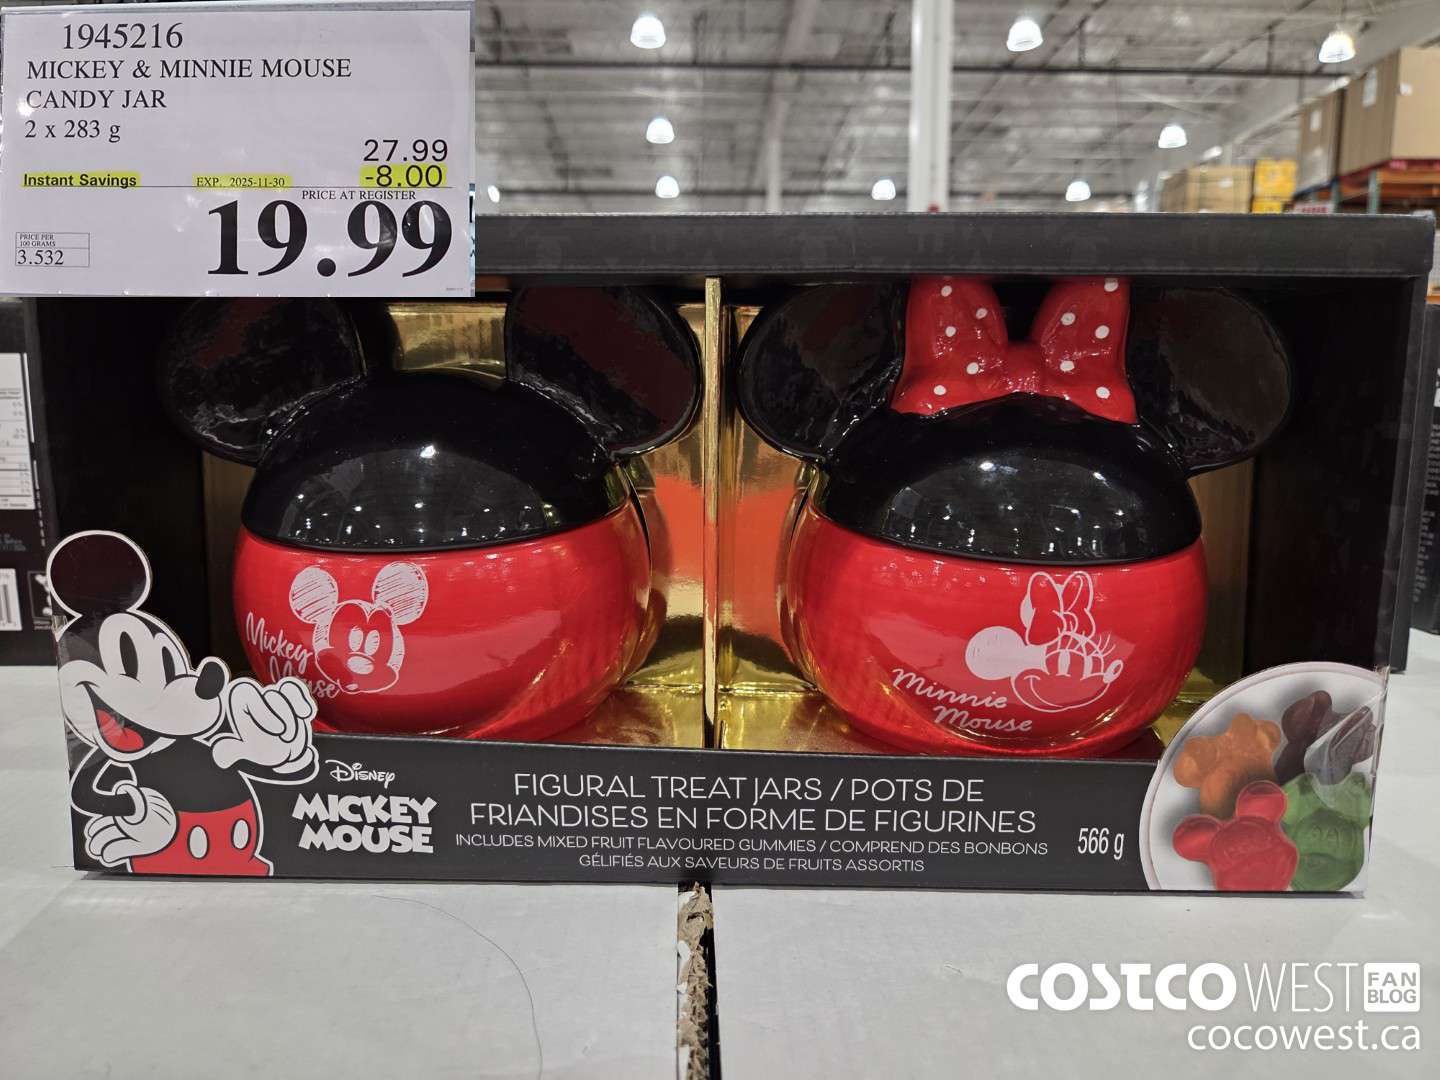 1945216
MICKEY & MINNIE MOUSE
CANDY JAR
2 x 283 g
27.99
Instant Savings EXP. 2025-11-30 -8.00
PRICE AT REGISTER
19.99
PRICE PER
100 GRAMS
3.532
Mickey
Mouse
Minnie
Mouse
Disney
MICKEY
MOUSE
FIGURAL TREAT JARS / POTS DE
FRIANDISES EN FORME DE FIGURINES
INCLUDES MIXED FRUIT FLAVOURED GUMMIES / COMPREND DES BONBONS
GÉLIFIÉS AUX SAVEURS DE FRUITS ASSORTIS
566 g
COSTCO WEST FAN
BLOG
cocowest.ca